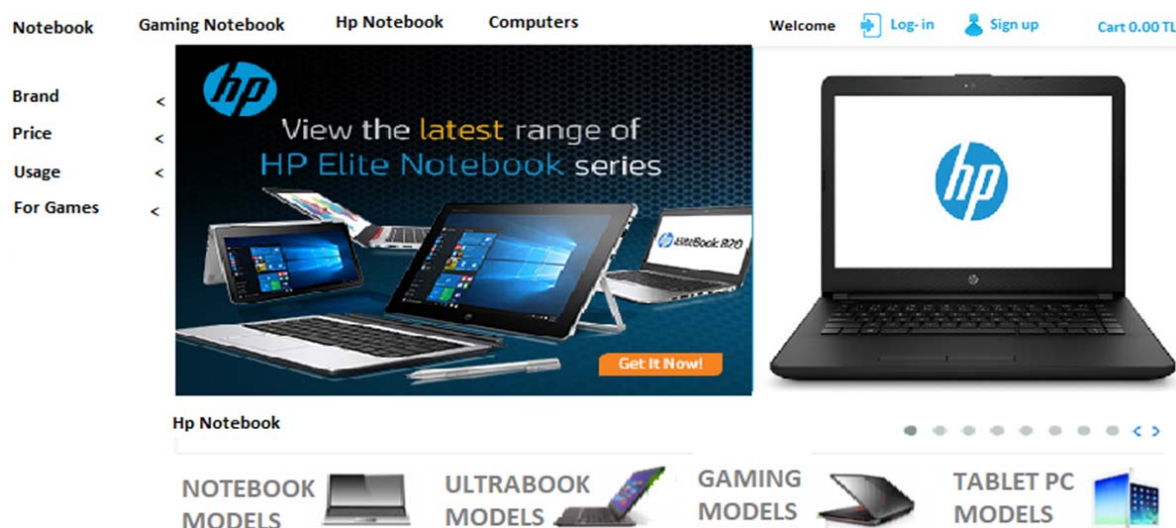 Notebook
Gaming Notebook
Hp Notebook
Computers
Welcome
Log- in
Sign up
Cart 0.00 TL
Brand <
Price <
Usage <
For Games <
hp
View the latest range of
HP Elite Notebook series
hp EliteBook 820
Get It Now!
hp
hp
Hp Notebook
< >
NOTEBOOK
MODELS
ULTRABOOK
MODELS
GAMING
MODELS
TABLET PC
MODELS